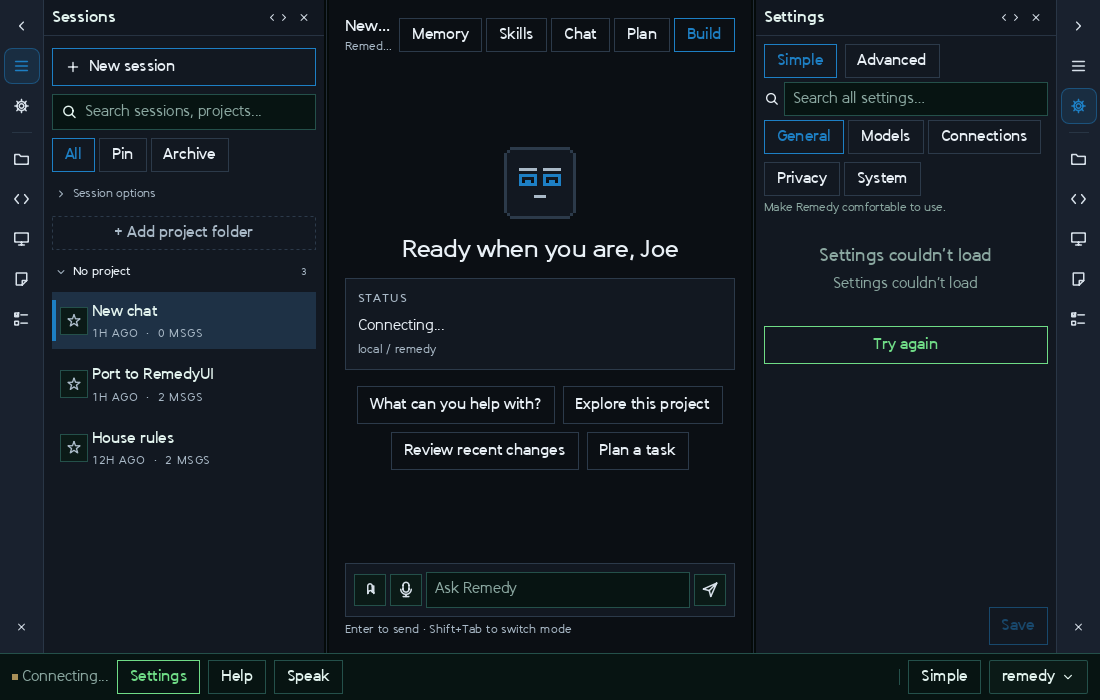 Sessions
New session
Search sessions, projects...
All
Pin
Archive
Session options
+ Add project folder
No project
3
New chat
1H AGO · 0 MSGS
Port to RemedyUI
1H AGO · 2 MSGS
House rules
12H AGO · 2 MSGS
New...
Remed...
Memory
Skills
Chat
Plan
Build
Ready when you are, Joe
STATUS
Connecting...
local / remedy
What can you help with?
Explore this project
Review recent changes
Plan a task
Ask Remedy
Enter to send · Shift+Tab to switch mode
Settings
Simple
Advanced
Search all settings...
General
Models
Connections
Privacy
System
Make Remedy comfortable to use.
Settings couldn't load
Settings couldn't load
Try again
Save
Connecting...
Settings
Help
Speak
Simple
remedy